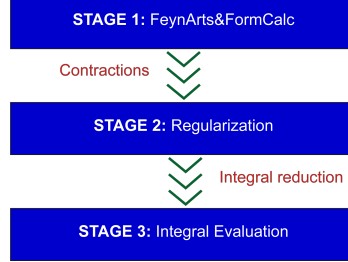 STAGE 1: FeynArts&FormCalc
Contractions
STAGE 2: Regularization
Integral reduction
STAGE 3: Integral Evaluation